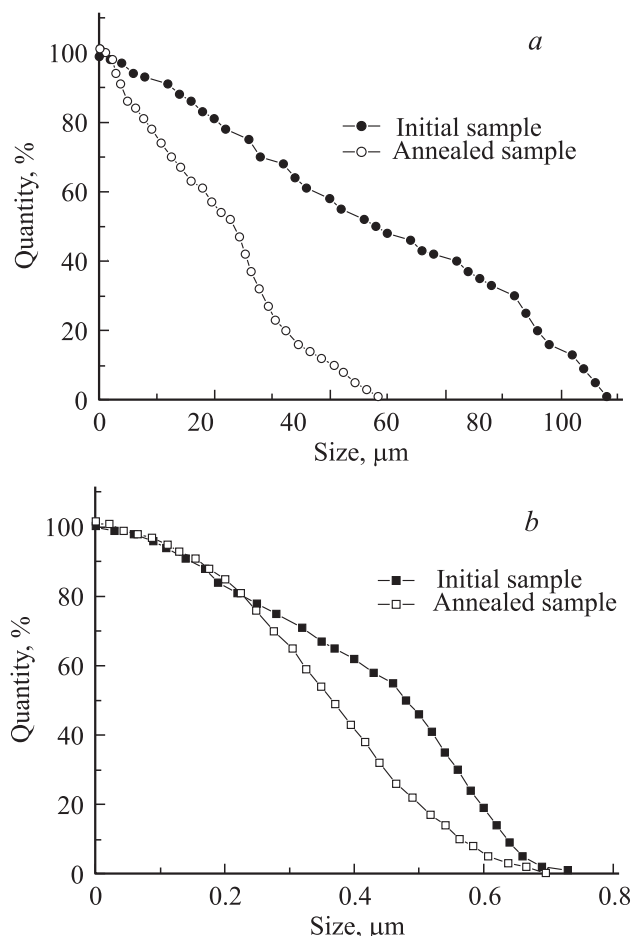 a
100
80
60
40
20
0
Quantity, %
Initial sample
Annealed sample
0 20 40 60 80 100
Size, μm
b
100
80
60
40
20
0
Quantity, %
Initial sample
Annealed sample
0 0.2 0.4 0.6 0.8
Size, μm